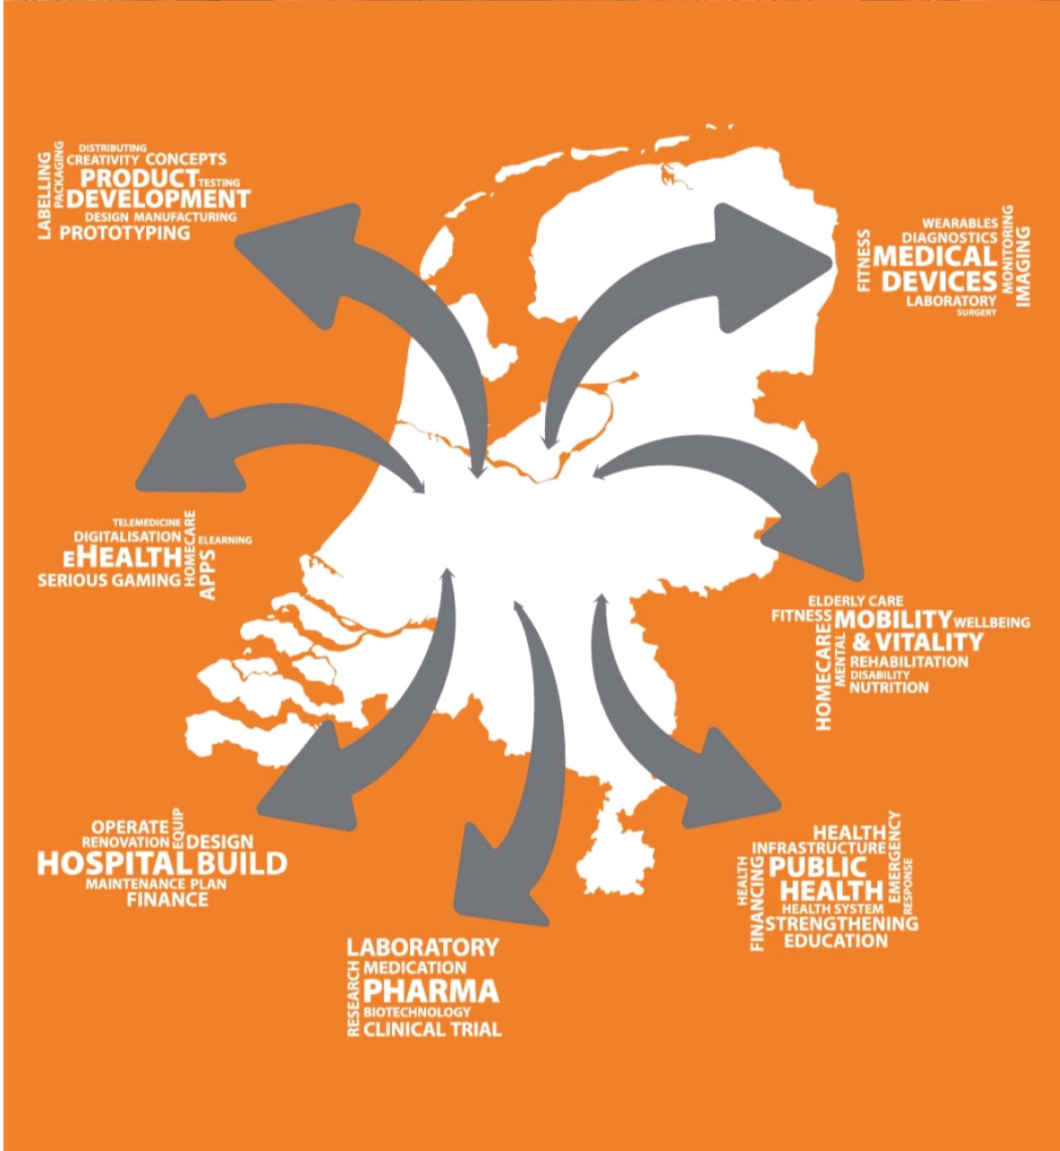 DISTRIBUTING
CREATIVITY CONCEPTS
PRODUCT TESTING
DEVELOPMENT
DESIGN MANUFACTURING
PROTOTYPING
LABELLING
PACKAGING
WEARABLES
DIAGNOSTICS
MEDICAL
DEVICES
LABORATORY
SURGERY
FITNESS
MONITORING
IMAGING
TELEMEDICINE
DIGITALISATION
eHEALTH
SERIOUS GAMING
HOMECARE
ELEARNING
APPS
ELDERLY CARE
FITNESS MOBILITY WELLBEING
& VITALITY
REHABILITATION
DISABILITY
NUTRITION
HOMECARE
MENTAL
OPERATE
EQUIP
RENOVATION DESIGN
HOSPITAL BUILD
MAINTENANCE PLAN
FINANCE
HEALTH
INFRASTRUCTURE
PUBLIC
HEALTH
HEALTH SYSTEM
STRENGTHENING
EDUCATION
HEALTH
FINANCING
EMERGENCY
RESPONSE
LABORATORY
MEDICATION
PHARMA
BIOTECHNOLOGY
CLINICAL TRIAL
RESEARCH